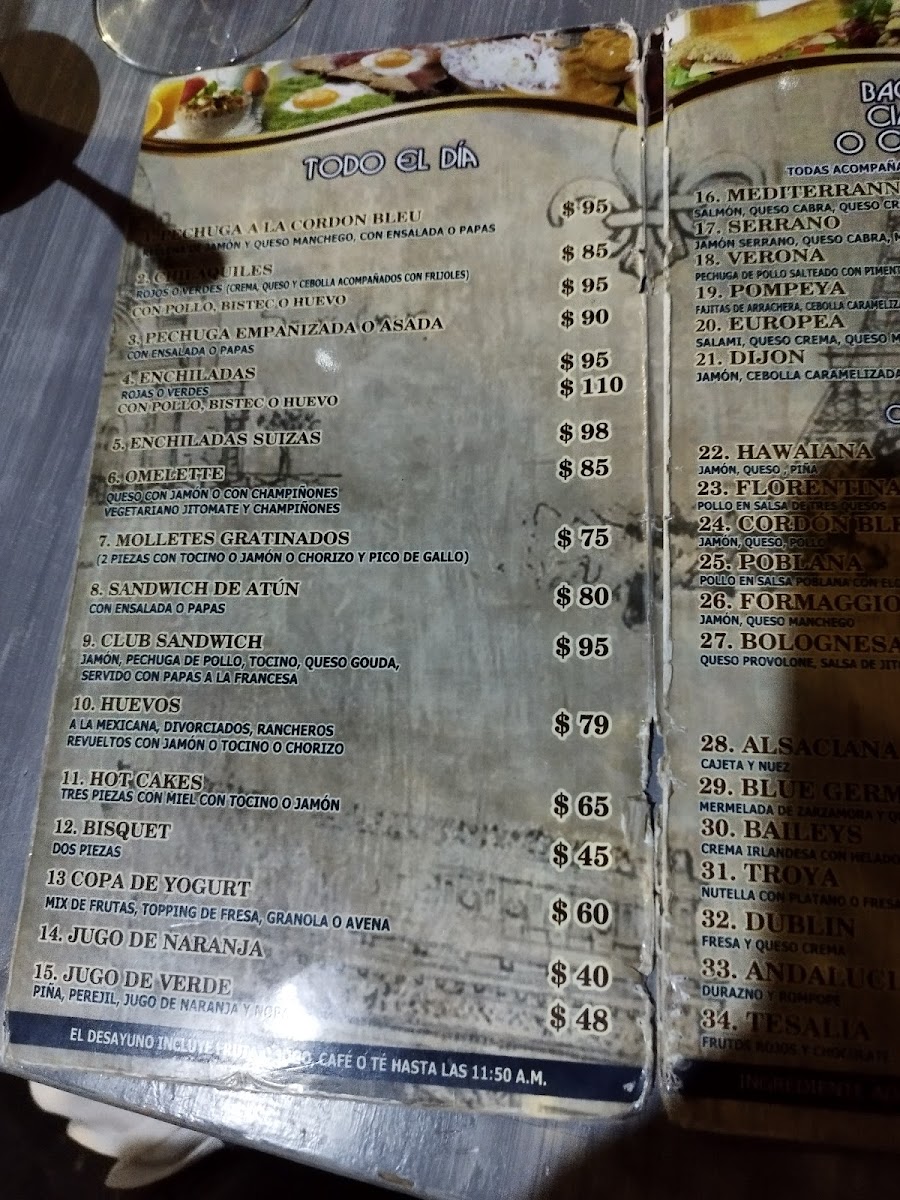 TODO EL DÍA
1. PECHUGA A LA CORDON BLEU $ 95
JAMÓN Y QUESO MANCHEGO, CON ENSALADA O PAPAS
2. CHILAQUILES $ 85
ROJOS O VERDES (CREMA, QUESO Y CEBOLLA ACOMPAÑADOS CON FRIJOLES)
CON POLLO, BISTEC O HUEVO $ 95
3. PECHUGA EMPANIZADA O ASADA $ 90
CON ENSALADA O PAPAS
4. ENCHILADAS $ 95
ROJAS O VERDES
CON POLLO, BISTEC O HUEVO $ 110
5. ENCHILADAS SUIZAS $ 98
6. OMELETTE $ 85
QUESO CON JAMÓN O CON CHAMPIÑONES
VEGETARIANO JITOMATE Y CHAMPIÑONES
7. MOLLETES GRATINADOS $ 75
(2 PIEZAS CON TOCINO O JAMÓN O CHORIZO Y PICO DE GALLO)
8. SANDWICH DE ATÚN $ 80
CON ENSALADA O PAPAS
9. CLUB SANDWICH $ 95
JAMÓN, PECHUGA DE POLLO, TOCINO, QUESO GOUDA,
SERVIDO CON PAPAS A LA FRANCESA
10. HUEVOS $ 79
A LA MEXICANA, DIVORCIADOS, RANCHEROS
REVUELTOS CON JAMÓN O TOCINO O CHORIZO
11. HOT CAKES $ 65
TRES PIEZAS CON MIEL CON TOCINO O JAMÓN
12. BISQUET $ 45
DOS PIEZAS
13 COPA DE YOGURT $ 60
MIX DE FRUTAS, TOPPING DE FRESA, GRANOLA O AVENA
14. JUGO DE NARANJA $ 40
15. JUGO DE VERDE $ 48
PIÑA, PEREJIL, JUGO DE NARANJA Y
EL DESAYUNO INCLUYE FRUTA O JUGO, CAFÉ O TÉ HASTA LAS 11:50 A.M.
TODAS
16.
SALMÓN, QUESO CABRA, QUESO
17. SERRANO
JAMÓN SERRANO, QUESO CABRA,
18. VERONA
PECHUGA DE POLLO SALTEADO CON
19. POMPEYA
FAJITAS DE ARRACHERA, CEBOLLA
20. EUROPEA
SALAMI, QUESO CREMA, QUESO
21. DIJON
JAMÓN, CEBOLLA CARAMELIZADA
22. HAWAIANA
JAMÓN, QUESO, PIÑA
23. FLORENTINA
POLLO EN SALSA DE TRES QUESOS
24. CORDON
JAMÓN, QUESO, POLLO
25. POBLANA
POLLO EN SALSA POBLANA CON
26. FORMAGGIO
JAMÓN, QUESO MANCHEGO
27. BOLOGNESA
QUESO PROVOLONE, SALSA DE
28. ALSACIANA
CAJETA Y NUEZ
29. BLUE
MERMELADA DE ZARZAMORA Y
30. BAILEYS
CREMA IRLANDESA CON HELADO
31. TROYA
NUTELLA CON PLATANO O FRESA
32. DUBLIN
FRESA Y QUESO CREMA
33.
DURAZNO Y ROMPOPE
34. TESALIA
FRUTOS ROJOS Y CHOCOLATE
INGREDIENTE